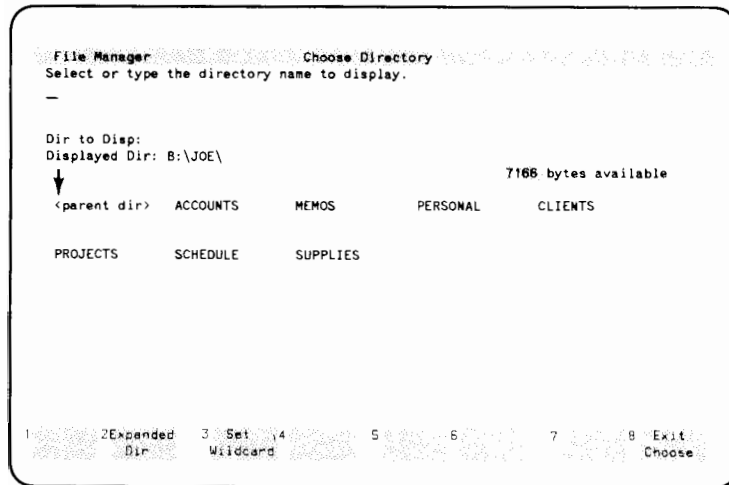 File Manager Choose Directory
Select or type the directory name to display.
Dir to Disp:
Displayed Dir: B:\JOE\
7166 bytes available
<parent dir> ACCOUNTS MEMOS PERSONAL CLIENTS
PROJECTS SCHEDULE SUPPLIES
1 2Expanded 3 Set 4 5 6 7 8 Exit
Dir Wildcard Choose